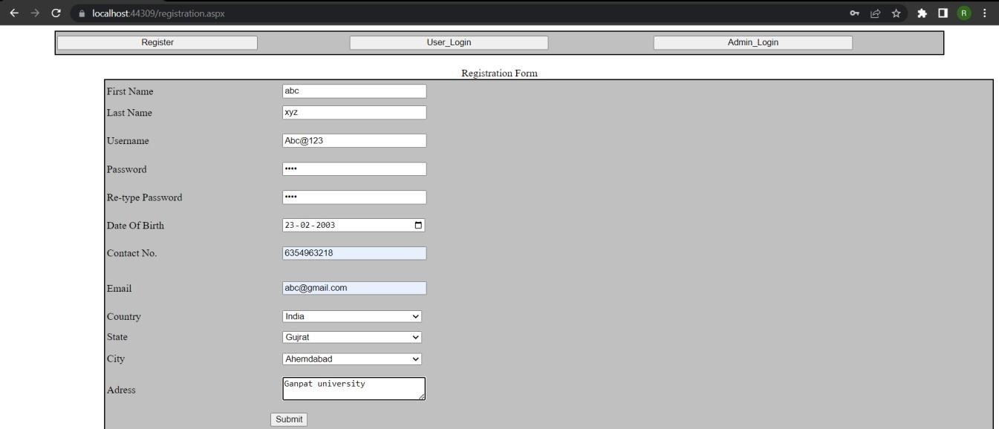 localhost:44309/registration.aspx
R
Register User_Login Admin_Login
Registration Form
First Name abc
Last Name xyz
Username Abc@123
Password ••••
Re-type Password ••••
Date Of Birth 23-02-2003
Contact No. 6354963218
Email abc@gmail.com
Country India
State Gujrat
City Ahemdabad
Adress Ganpat university
Submit